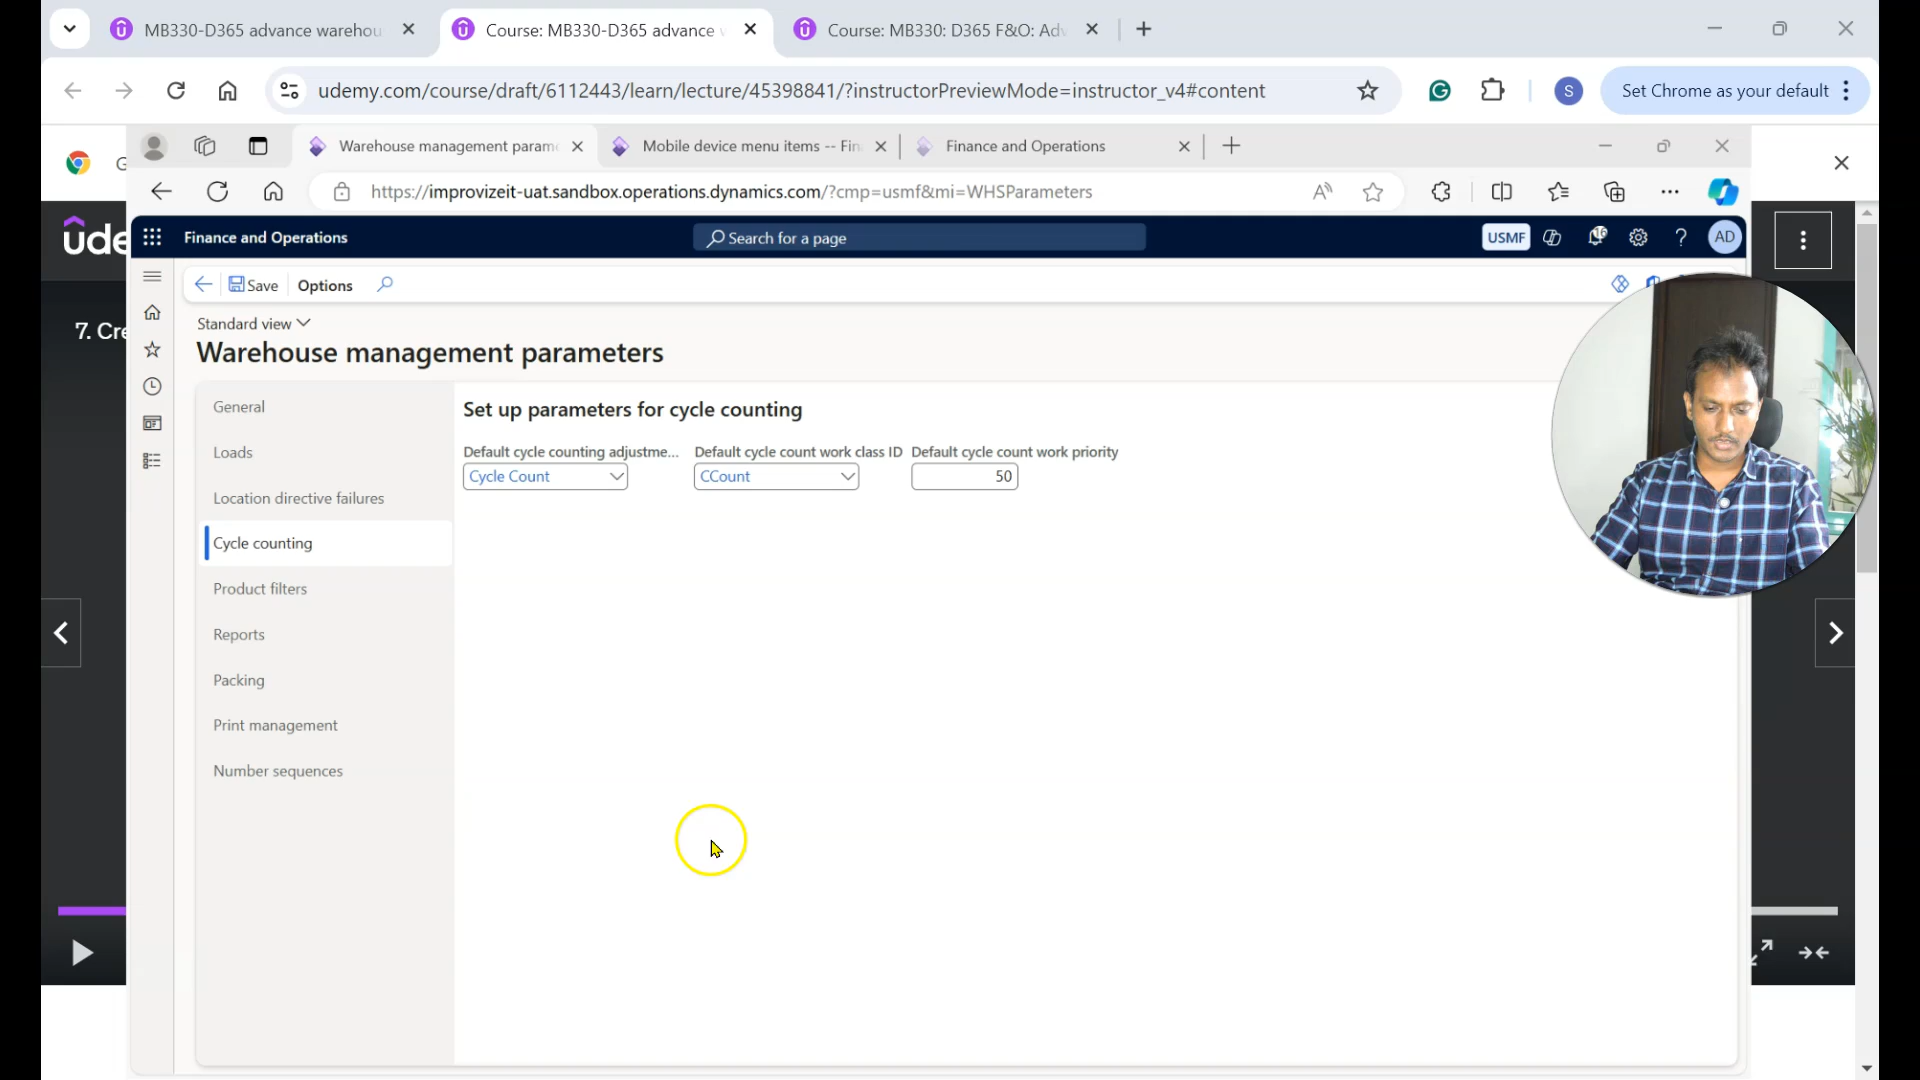 MB330-D365 advance warehou
Course: MB330-D365 advance
Course: MB330: D365 F&O: Adv
udemy.com/course/draft/6112443/learn/lecture/45398841/?instructorPreviewMode=instructor_v4#content
S
Set Chrome as your default
G
Warehouse management param
Mobile device menu items -- Fin
Finance and Operations
https://improvizeit-uat.sandbox.operations.dynamics.com/?cmp=usmf&mi=WHSParameters
ude
Finance and Operations
Search for a page
USMF
16
?
AD
Save
Options
7. Cre
Standard view
Warehouse management parameters
General
Loads
Location directive failures
Cycle counting
Product filters
Reports
Packing
Print management
Number sequences
Set up parameters for cycle counting
Default cycle counting adjustme...
Default cycle count work class ID
Default cycle count work priority
Cycle Count
CCount
50